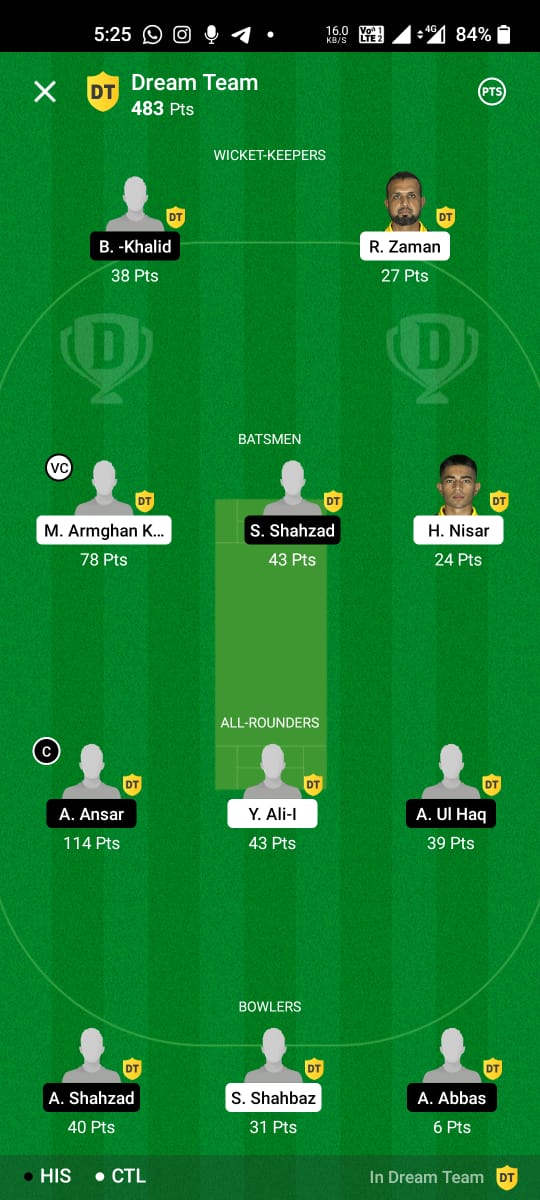 5:25
16.0
KB/S
Vo 1
LTE 2
4G
84%
DT
Dream Team
483 Pts
PTS
WICKET-KEEPERS
DT
DT
B. -Khalid
R. Zaman
38 Pts
27 Pts
D
D
BATSMEN
VC
DT
DT
DT
M. Armghan K...
S. Shahzad
H. Nisar
78 Pts
43 Pts
24 Pts
ALL-ROUNDERS
C
DT
DT
DT
A. Ansar
Y. Ali-I
A. Ul Haq
114 Pts
43 Pts
39 Pts
BOWLERS
DT
DT
DT
A. Shahzad
S. Shahbaz
A. Abbas
40 Pts
31 Pts
6 Pts
HIS
CTL
In Dream Team
DT